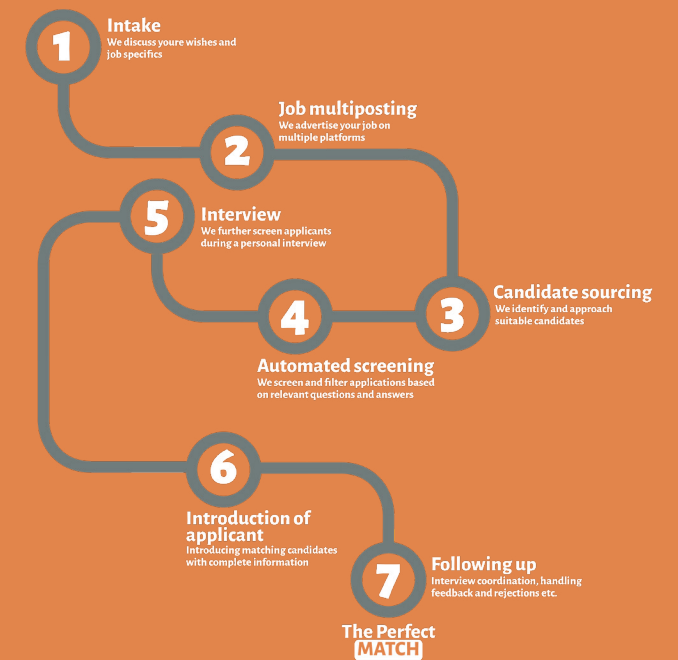 1
Intake
We discuss youre wishes and
job specifics
2
Job multiposting
We advertise your job on
multiple platforms
3
Candidate sourcing
We identify and approach
suitable candidates
4
Automated screening
We screen and filter applications based
on relevant questions and answers
5
Interview
We further screen applicants
during a personal interview
6
Introduction of
applicant
Introducing matching candidates
with complete information
7
Following up
Interview coordination, handling
feedback and rejections etc.
The Perfect
MATCH